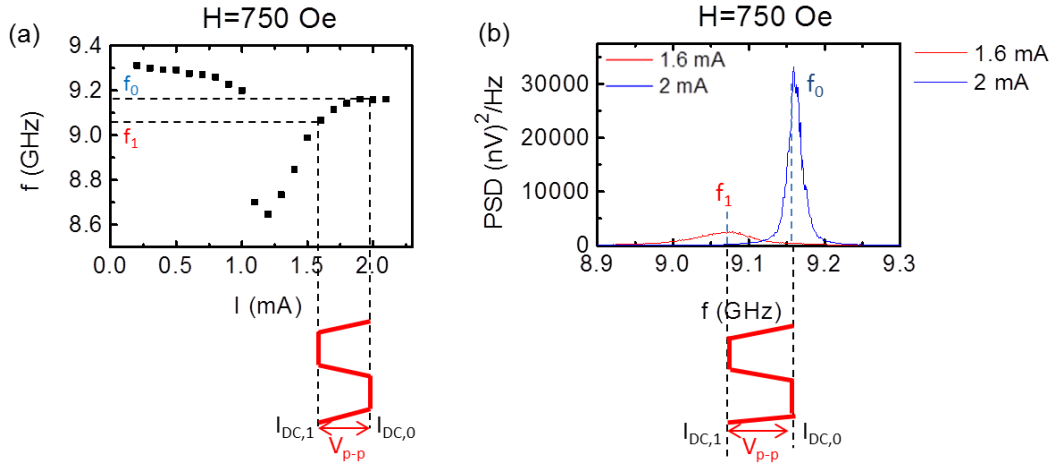 (a)
H=750 Oe
9.4
9.2
9.0
8.8
8.6
f (GHz)
f₀
f₁
0.0 0.5 1.0 1.5 2.0
I (mA)
I_DC,1
I_DC,0
V_p-p
(b)
H=750 Oe
30000
20000
10000
0
PSD (nV)²/Hz
1.6 mA
2 mA
f₀
f₁
8.9 9.0 9.1 9.2 9.3
f (GHz)
I_DC,1
I_DC,0
V_p-p
1.6 mA
2 mA